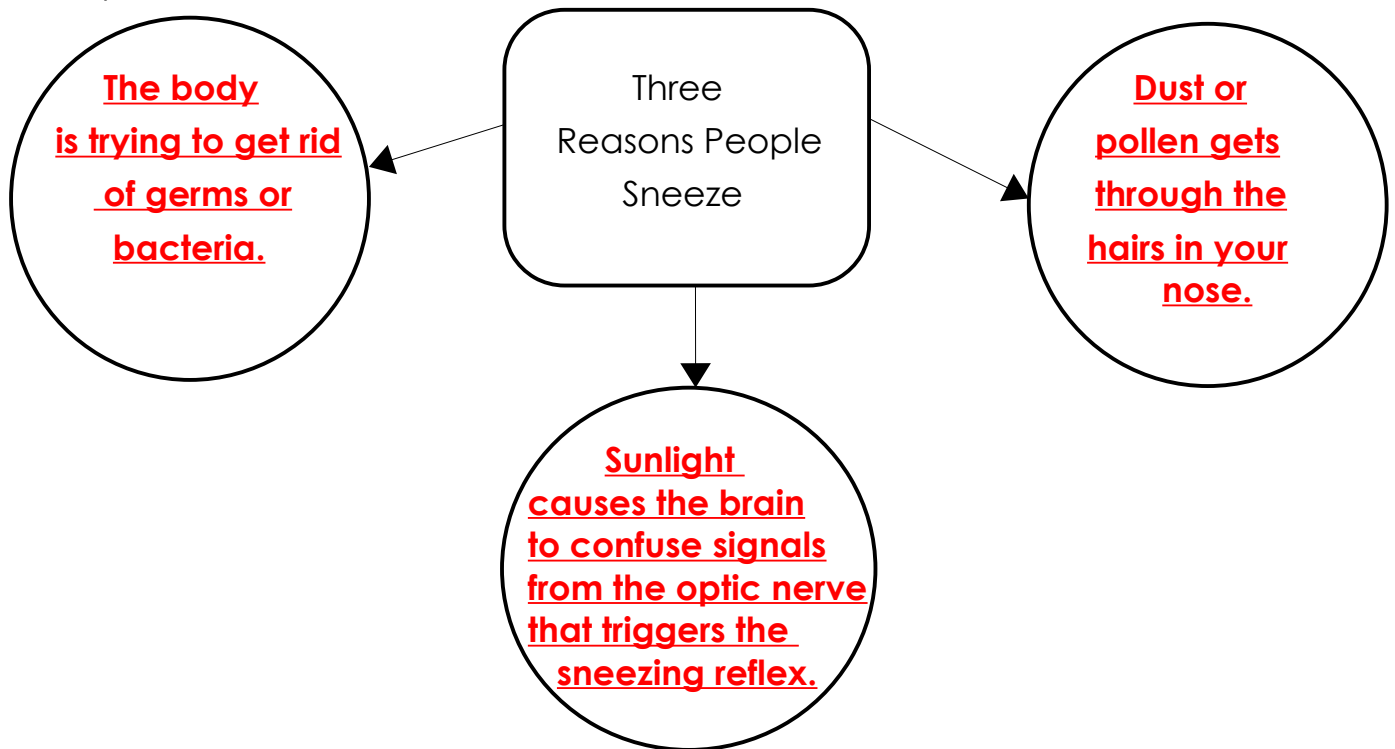 The body
is trying to get rid
of germs or
bacteria.
Three
Reasons People
Sneeze
Dust or
pollen gets
through the
hairs in your
nose.
Sunlight
causes the brain
to confuse signals
from the optic nerve
that triggers the
sneezing reflex.